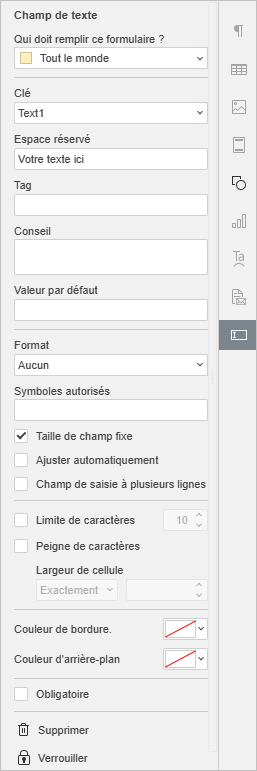 Champ de texte
Qui doit remplir ce formulaire ?
Tout le monde
Clé
Text1
Espace réservé
Votre texte ici
Tag
Conseil
Valeur par défaut
Format
Aucun
Symboles autorisés
Taille de champ fixe
Ajuster automatiquement
Champ de saisie à plusieurs lignes
Limite de caractères 10
Peigne de caractères
Largeur de cellule
Exactement
Couleur de bordure.
Couleur d'arrière-plan
Obligatoire
Supprimer
Verrouiller
Ta